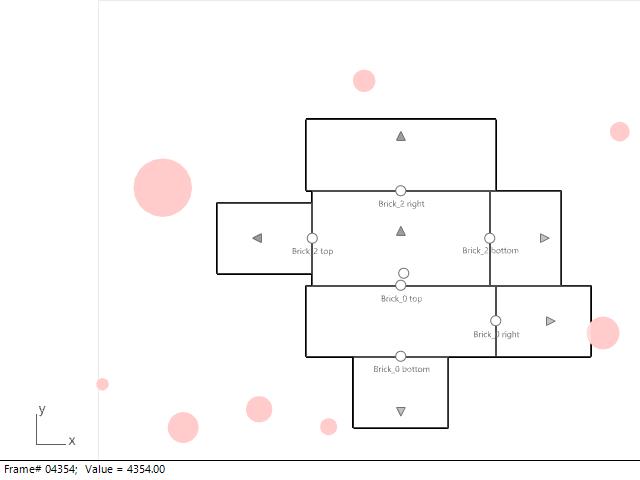 Brick_2 right
Brick_2 top
Brick_2 bottom
Brick_0 top
Brick_0 right
Brick_0 bottom
y
x
Frame# 04354; Value = 4354.00